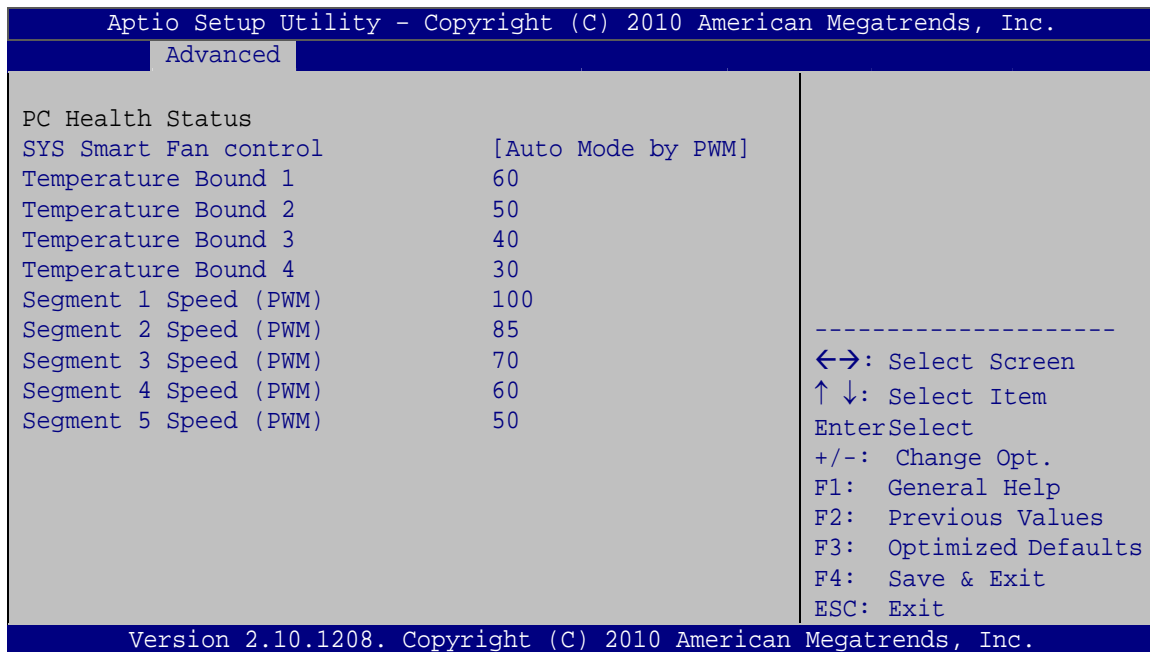 Aptio Setup Utility – Copyright (C) 2010 American Megatrends, Inc.
Advanced
PC Health Status
SYS Smart Fan control [Auto Mode by PWM]
Temperature Bound 1 60
Temperature Bound 2 50
Temperature Bound 3 40
Temperature Bound 4 30
Segment 1 Speed (PWM) 100
Segment 2 Speed (PWM) 85
Segment 3 Speed (PWM) 70
Segment 4 Speed (PWM) 60
Segment 5 Speed (PWM) 50
---------------------
←→: Select Screen
↑ ↓: Select Item
EnterSelect
+/-: Change Opt.
F1: General Help
F2: Previous Values
F3: Optimized Defaults
F4: Save & Exit
ESC: Exit
Version 2.10.1208. Copyright (C) 2010 American Megatrends, Inc.